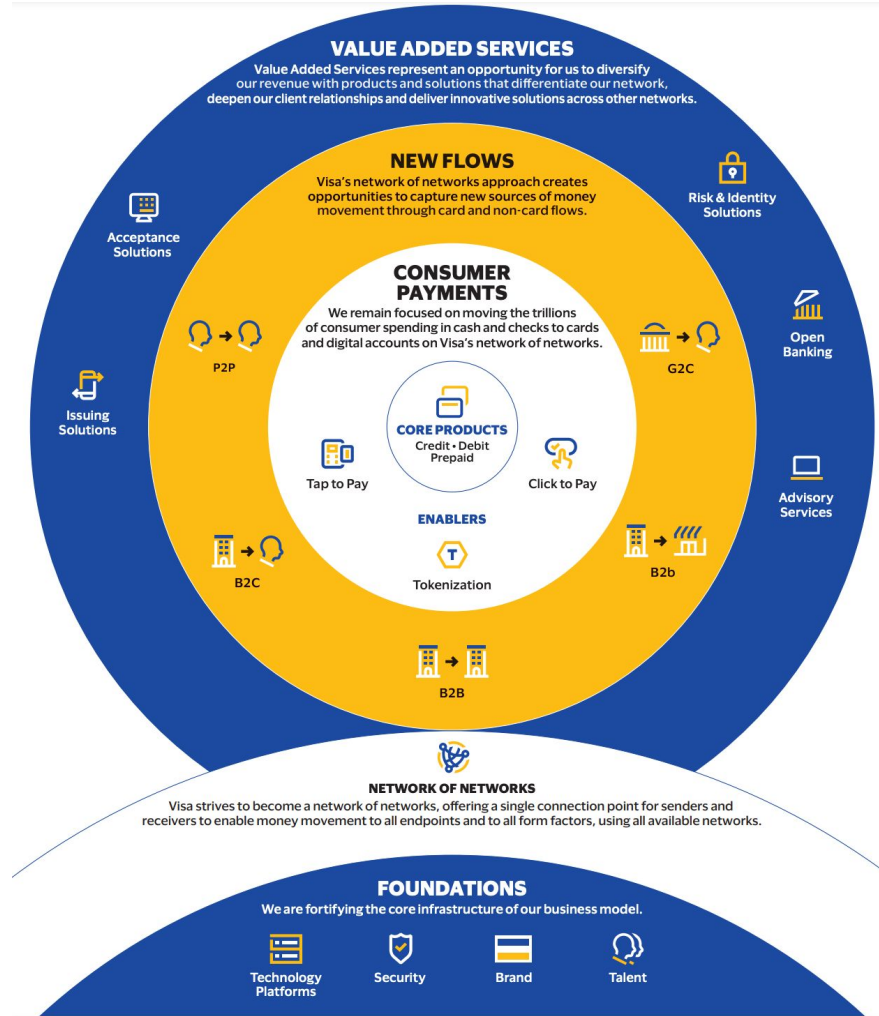 VALUE ADDED SERVICES
Value Added Services represent an opportunity for us to diversify
our revenue with products and solutions that differentiate our network,
deepen our client relationships and deliver innovative solutions across other networks.
NEW FLOWS
Visa's network of networks approach creates
opportunities to capture new sources of money
movement through card and non-card flows.
Acceptance
Solutions
Risk & Identity
Solutions
CONSUMER
PAYMENTS
We remain focused on moving the trillions
of consumer spending in cash and checks to cards
and digital accounts on Visa's network of networks.
P2P
G2C
Open
Banking
Issuing
Solutions
CORE PRODUCTS
Credit • Debit
Prepaid
Tap to Pay
Click to Pay
Advisory
Services
ENABLERS
T
Tokenization
B2C
B2b
B2B
NETWORK OF NETWORKS
Visa strives to become a network of networks, offering a single connection point for senders and
receivers to enable money movement to all endpoints and to all form factors, using all available networks.
FOUNDATIONS
We are fortifying the core infrastructure of our business model.
Technology
Platforms
Security
Brand
Talent